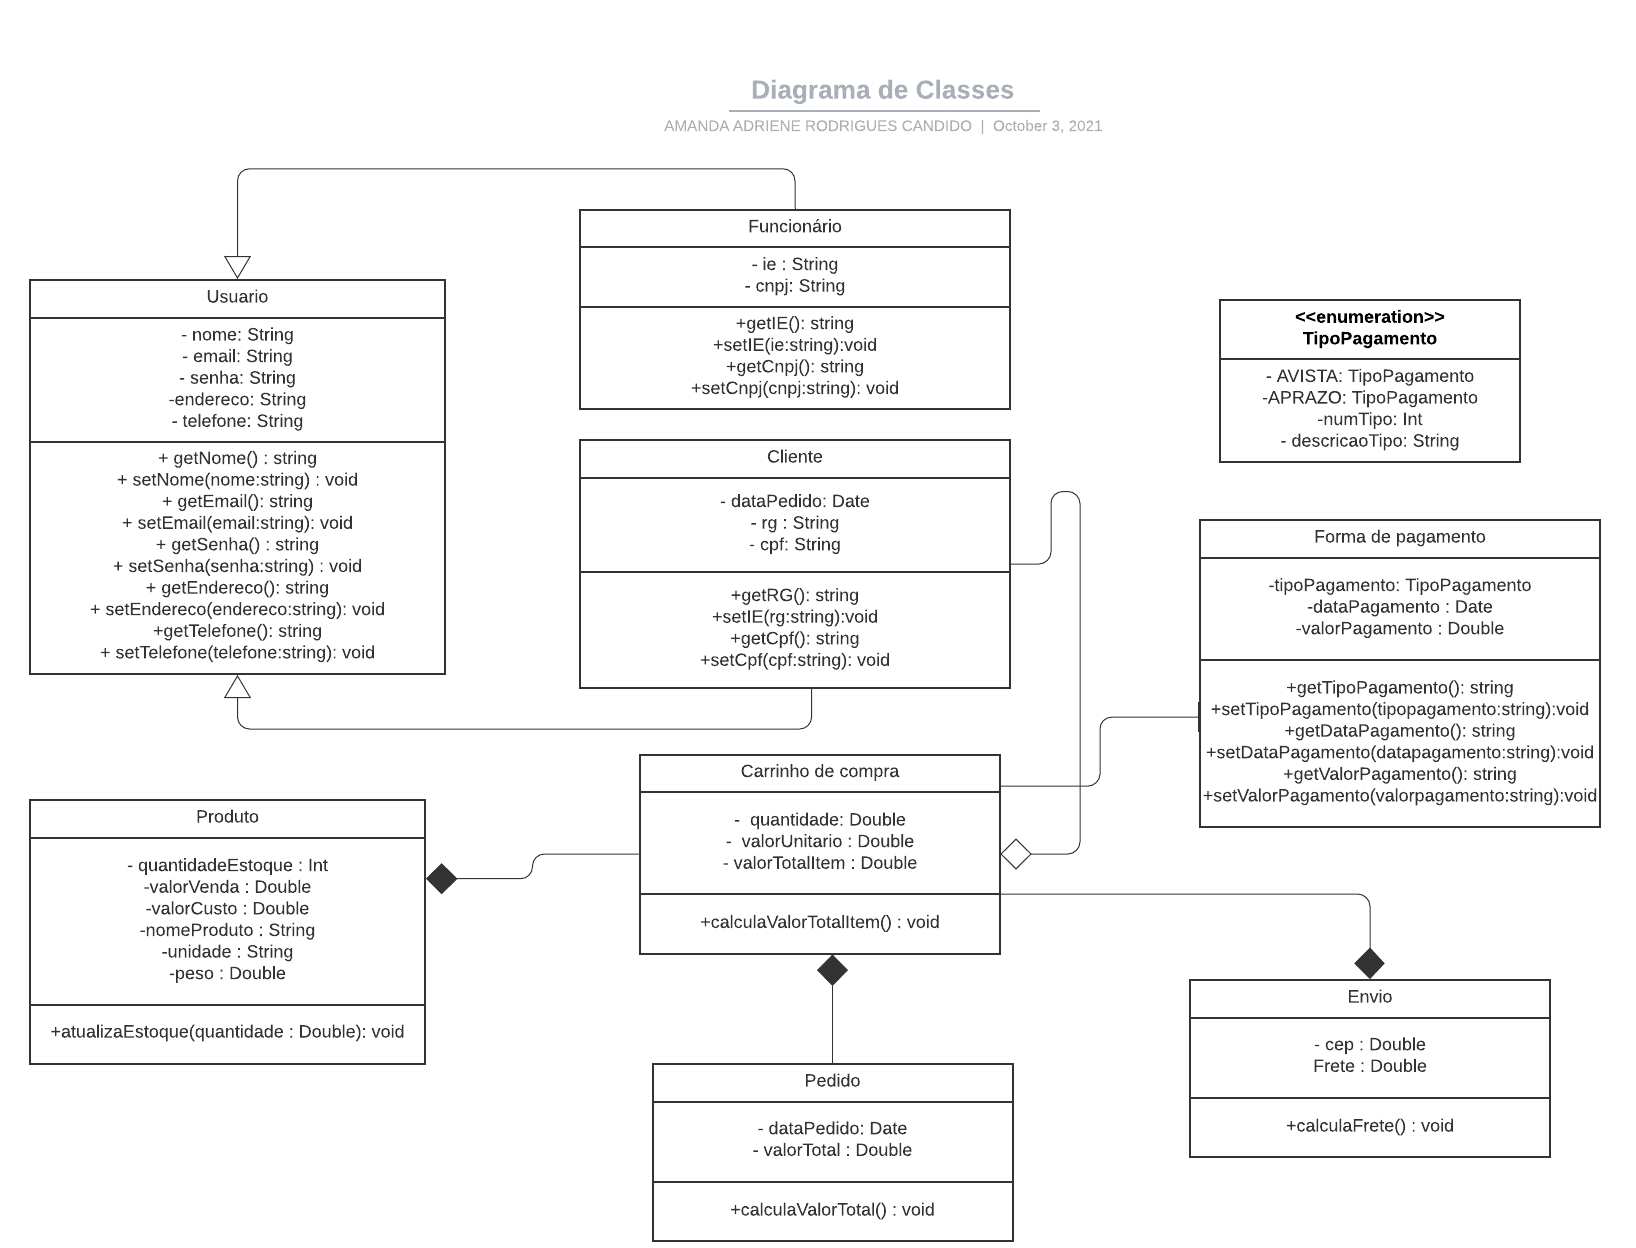 Diagrama de Classes
AMANDA ADRIENE RODRIGUES CANDIDO | October 3, 2021
Funcionário
- ie : String
- cnpj: String
+getIE(): string
+setIE(ie:string):void
+getCnpj(): string
+setCnpj(cnpj:string): void
Usuario
- nome: String
- email: String
- senha: String
-endereco: String
- telefone: String
+ getNome() : string
+ setNome(nome:string) : void
+ getEmail(): string
+ setEmail(email:string): void
+ getSenha() : string
+ setSenha(senha:string) : void
+ getEndereco(): string
+ setEndereco(endereco:string): void
+getTelefone(): string
+ setTelefone(telefone:string): void
<<enumeration>>
TipoPagamento
- AVISTA: TipoPagamento
-APRAZO: TipoPagamento
-numTipo: Int
- descricaoTipo: String
Cliente
- dataPedido: Date
- rg : String
- cpf: String
+getRG(): string
+setIE(rg:string):void
+getCpf(): string
+setCpf(cpf:string): void
Forma de pagamento
-tipoPagamento: TipoPagamento
-dataPagamento : Date
-valorPagamento : Double
+getTipoPagamento(): string
+setTipoPagamento(tipopagamento:string):void
+getDataPagamento(): string
+setDataPagamento(datapagamento:string):void
+getValorPagamento(): string
+setValorPagamento(valorpagamento:string):void
Carrinho de compra
- quantidade: Double
- valorUnitario : Double
- valorTotalItem : Double
+calculaValorTotalItem() : void
Produto
- quantidadeEstoque : Int
-valorVenda : Double
-valorCusto : Double
-nomeProduto : String
-unidade : String
-peso : Double
+atualizaEstoque(quantidade : Double): void
Envio
- cep : Double
Frete : Double
+calculaFrete() : void
Pedido
- dataPedido: Date
- valorTotal : Double
+calculaValorTotal() : void